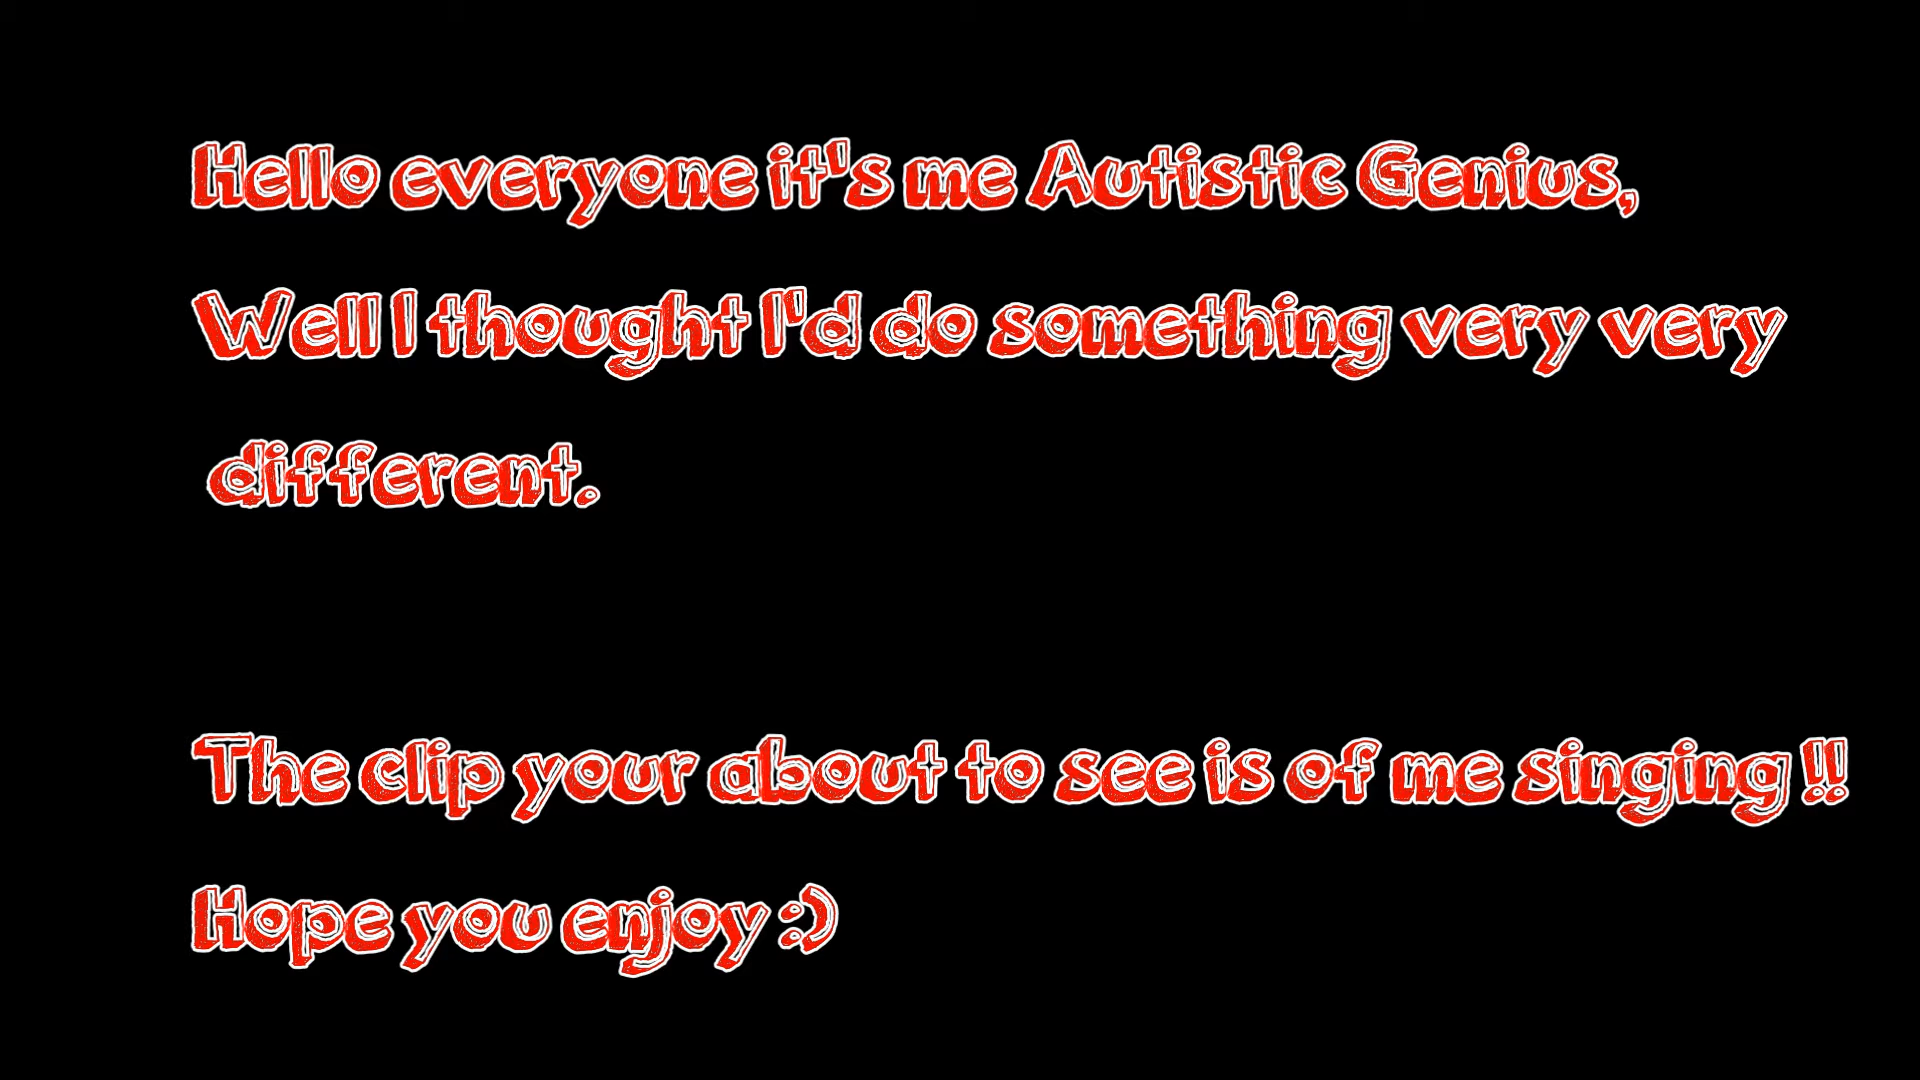 Hello everyone it's me Autistic Genius,
Well I thought I'd do something very very
different.
The clip your about to see is of me singing !!
Hope you enjoy :)